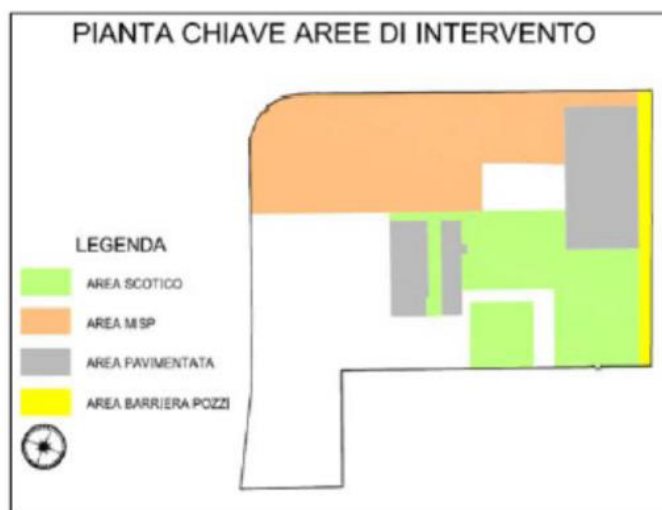 PIANTA CHIAVE AREE DI INTERVENTO
LEGENDA
AREA SCOTICO
AREA MISP
AREA PAVIMENTATA
AREA BARRIERA POZZI